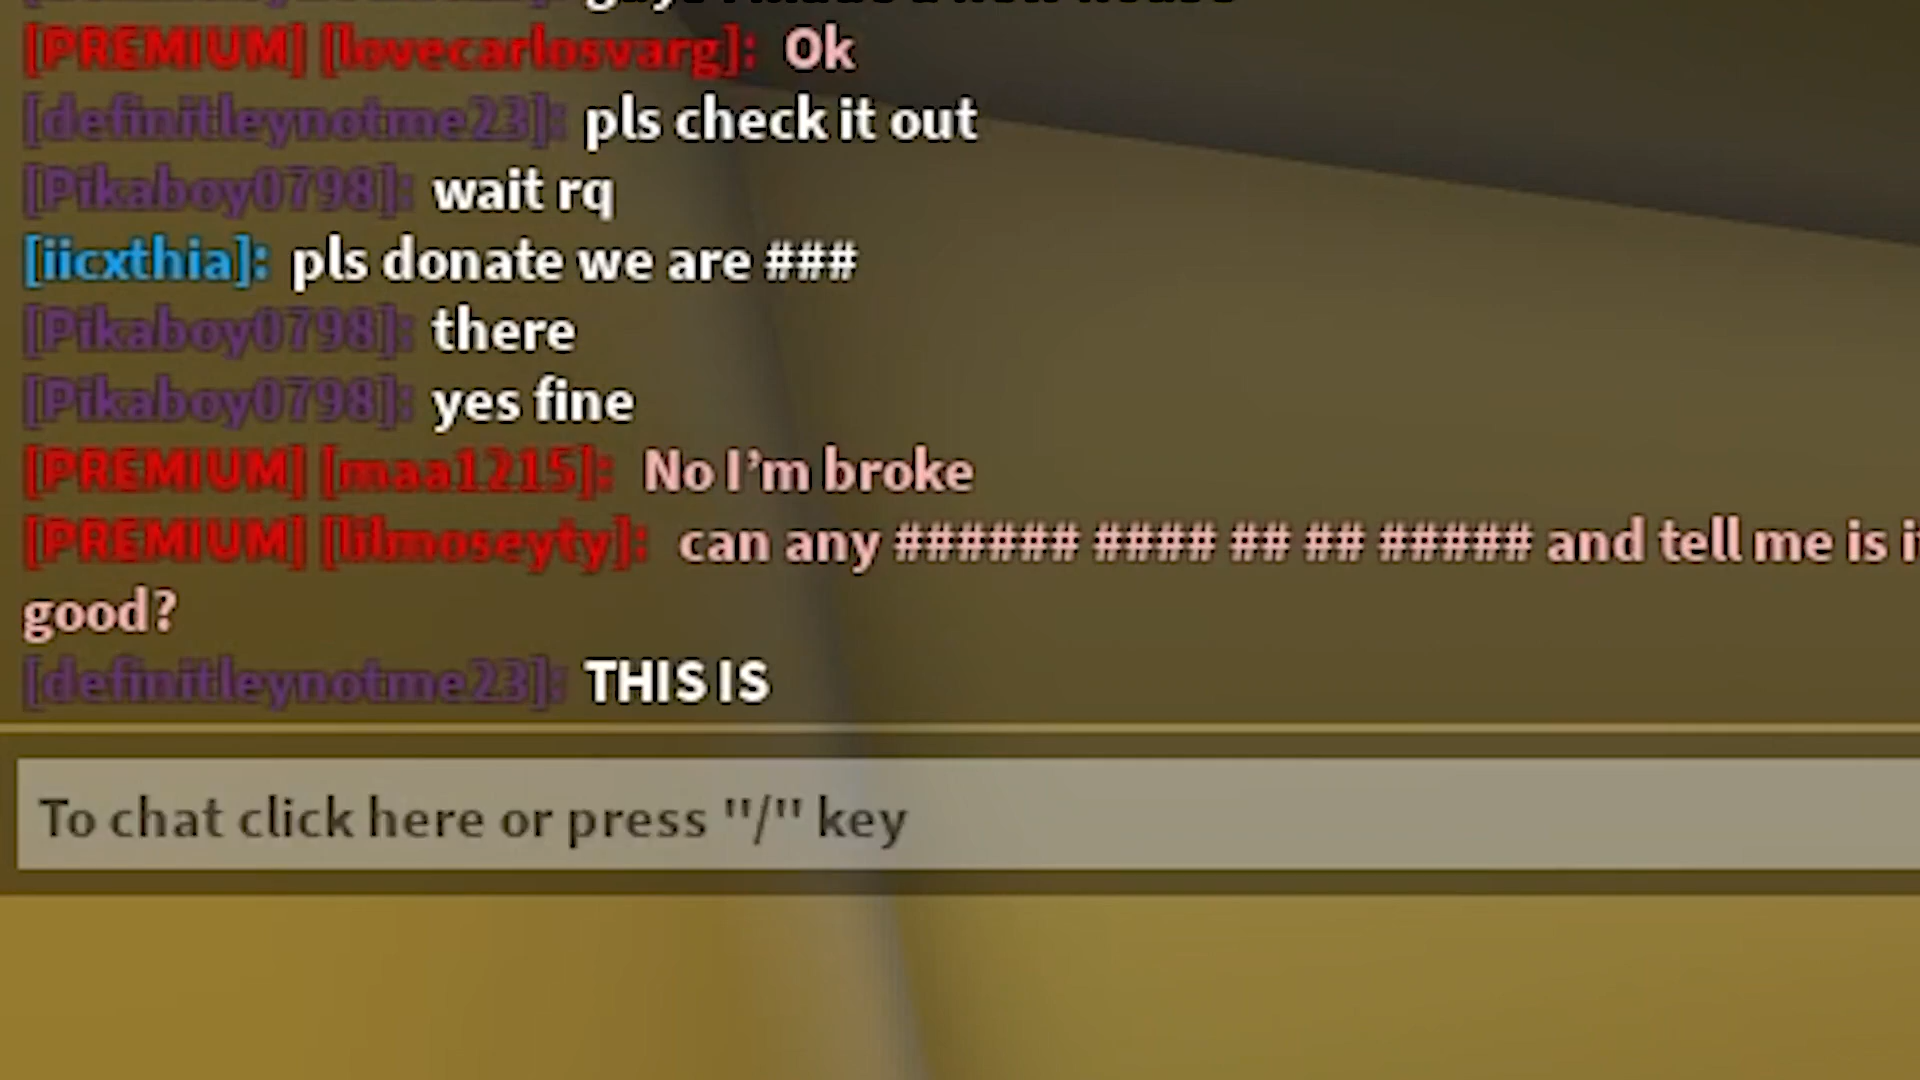 [PREMIUM] [lovecarlosvarg]: Ok
[definitleynotme23]: pls check it out
[Pikaboy0798]: wait rq
[iicxthia]: pls donate we are ###
[Pikaboy0798]: there
[Pikaboy0798]: yes fine
[PREMIUM] [maa1215]: No I'm broke
[PREMIUM] [lilmoseyty]: can any ###### #### ## ## ##### and tell me is
good?
[definitleynotme23]: THIS IS
To chat click here or press "/" key